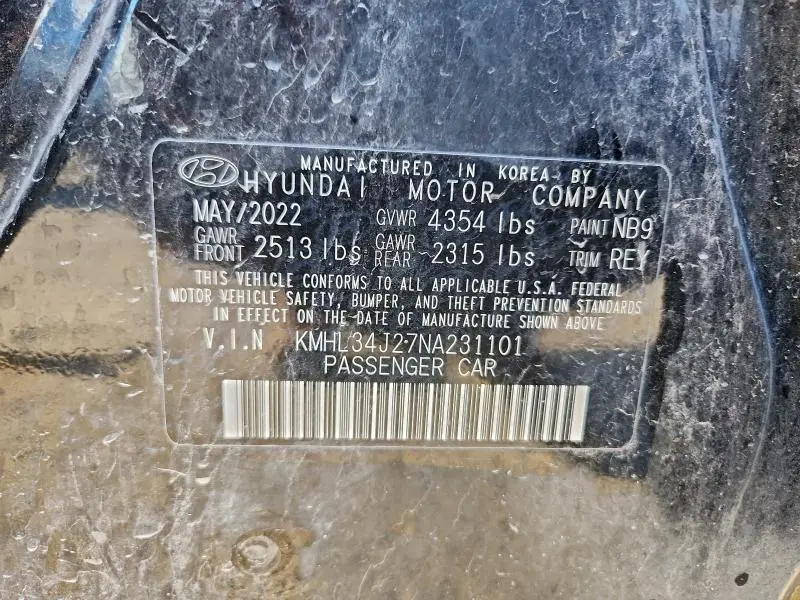 MANUFACTURED IN KOREA BY
HYUNDAI MOTOR COMPANY
MAY/2022 GVWR 4354 lbs PAINT NB9
GAWR FRONT 2513 lbs GAWR REAR 2315 lbs TRIM REY
THIS VEHICLE CONFORMS TO ALL APPLICABLE U.S.A. FEDERAL
MOTOR VEHICLE SAFETY, BUMPER, AND THEFT PREVENTION STANDARDS
IN EFFECT ON THE DATE OF MANUFACTURE SHOWN ABOVE
V.I.N KMHL34J27NA231101
PASSENGER CAR